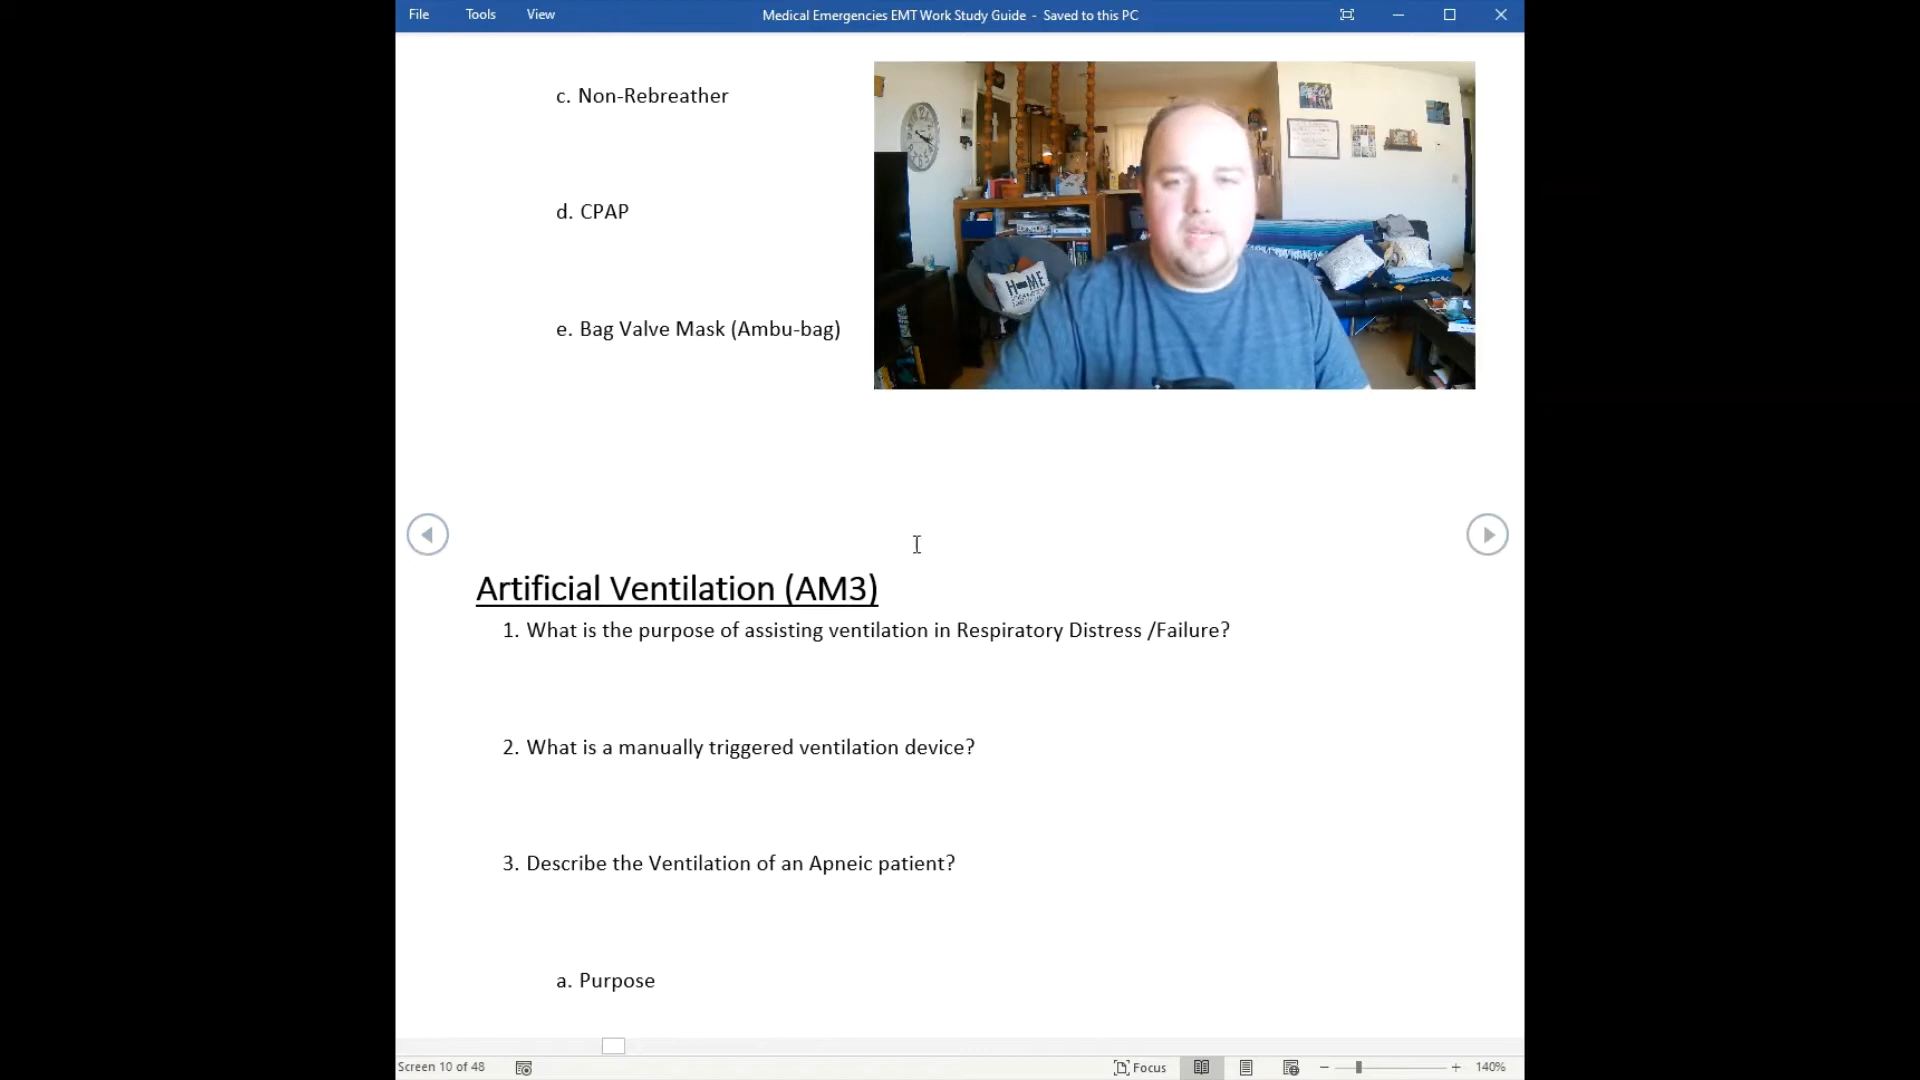 File Tools View Medical Emergencies EMT Work Study Guide - Saved to this PC
c. Non-Rebreather
d. CPAP
H-ME
e. Bag Valve Mask (Ambu-bag)
Artificial Ventilation (AM3)
1. What is the purpose of assisting ventilation in Respiratory Distress /Failure?
2. What is a manually triggered ventilation device?
3. Describe the Ventilation of an Apneic patient?
a. Purpose
Screen 10 of 48 Focus 140%